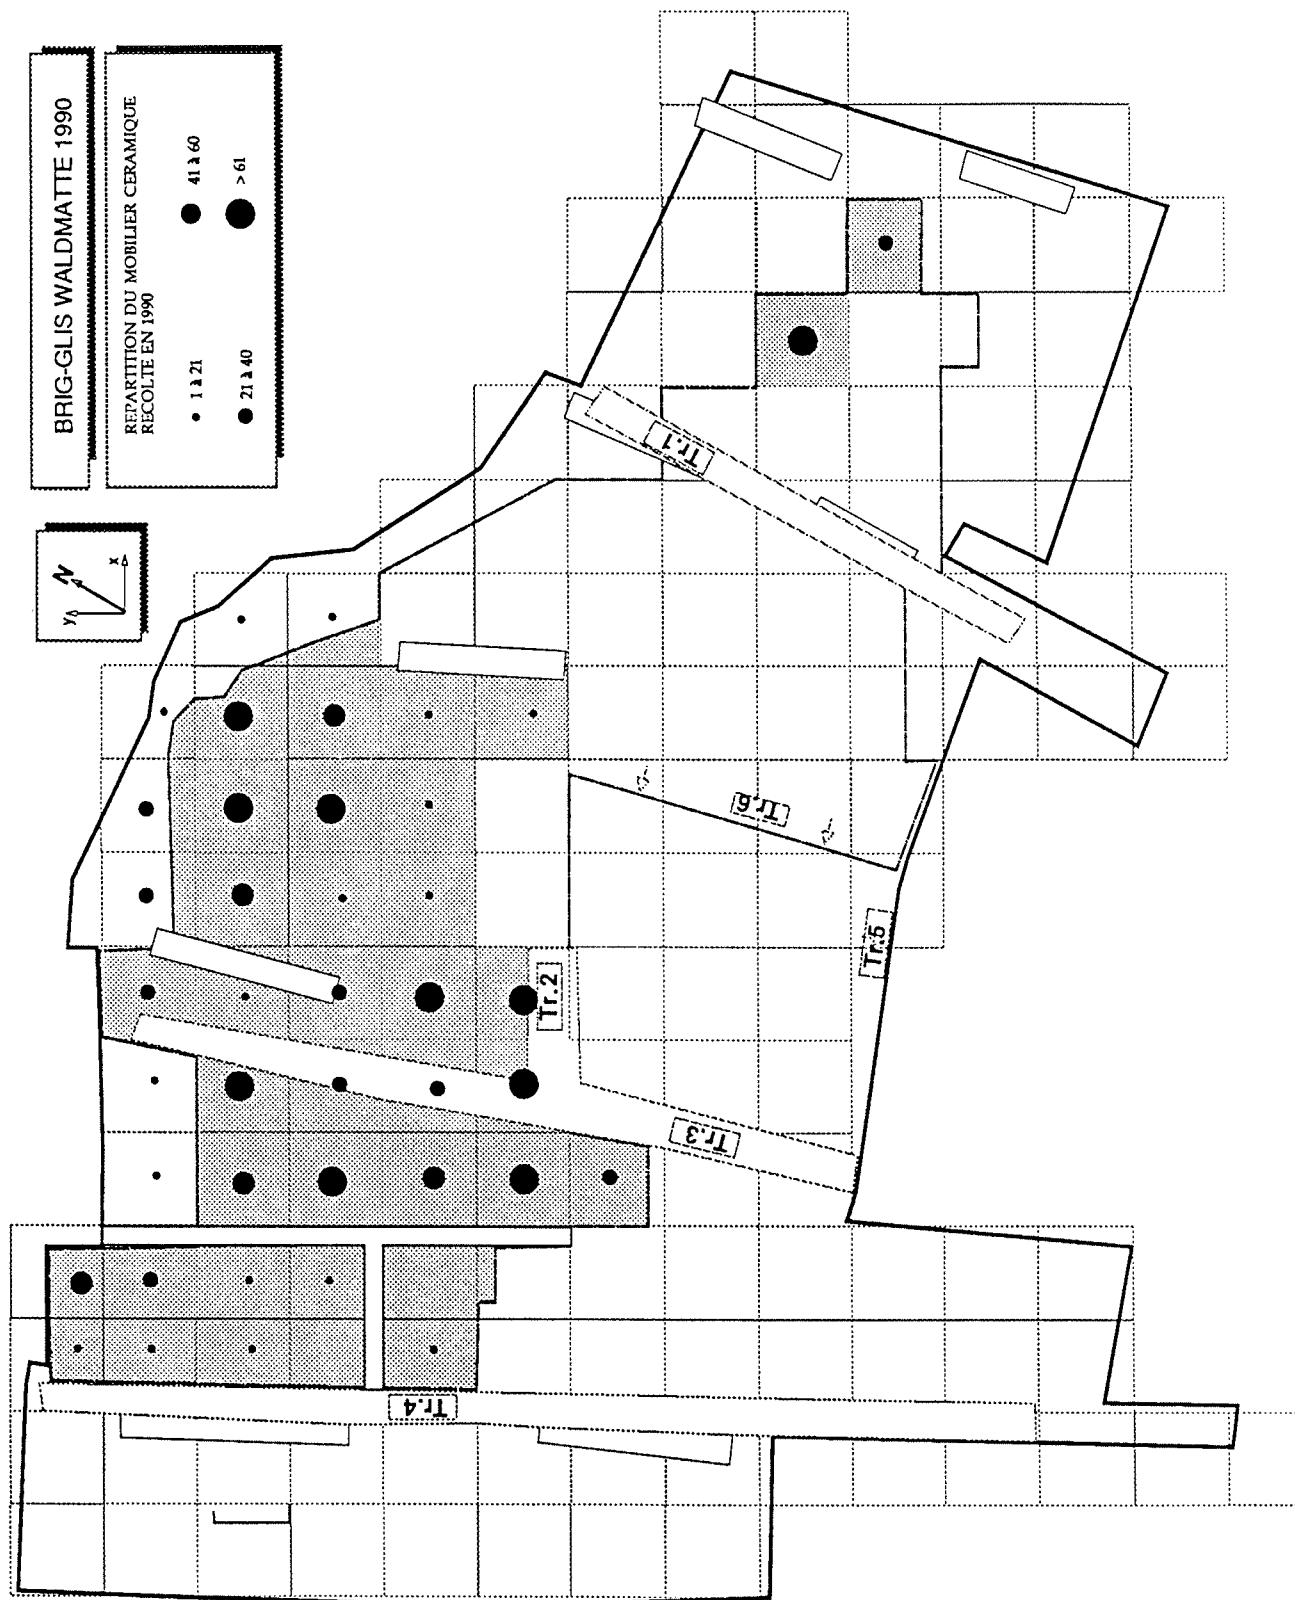 BRIG-GLIS WALDMATTE 1990
REPARTITION DU MOBILIER CERAMIQUE
RECOLTE EN 1990
1 à 21
41 à 60
21 à 40
> 61
y
N
x
Tr.1
Tr.6
Tr.5
Tr.2
Tr.3
Tr.4